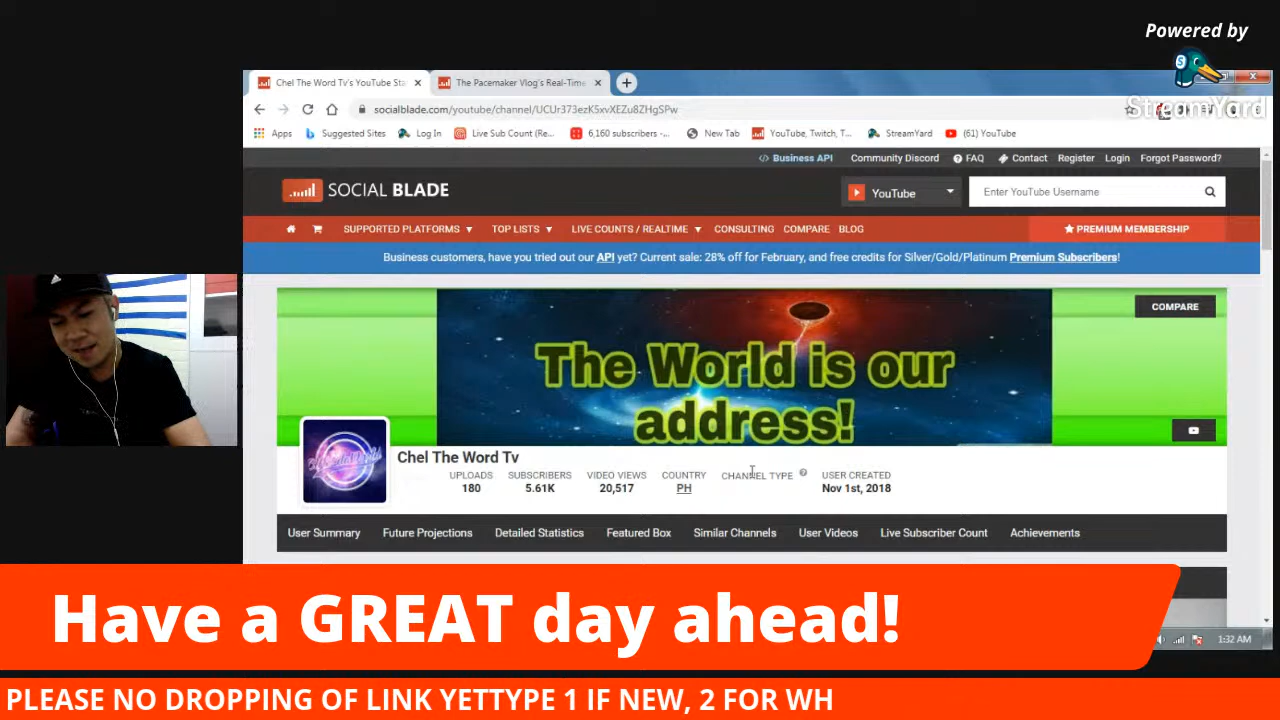 Powered by
StreamYard
Chel The Word Tv's YouTube Sta
The Pacemaker Vlog's Real-Time
socialblade.com/youtube/channel/UCUr373ezK5xvXEZu8ZHgSPw
Apps
Suggested Sites
Log In
Live Sub Count (Re...
6,160 subscribers -...
New Tab
YouTube, Twitch, T...
StreamYard
(61) YouTube
Business API
Community Discord
FAQ
Contact
Register
Login
Forgot Password?
SOCIAL BLADE
YouTube
Enter YouTube Username
SUPPORTED PLATFORMS
TOP LISTS
LIVE COUNTS / REALTIME
CONSULTING
COMPARE
BLOG
PREMIUM MEMBERSHIP
Business customers, have you tried out our API yet? Current sale: 28% off for February, and free credits for Silver/Gold/Platinum Premium Subscribers!
COMPARE
The World is our
address!
Chel The Word Tv
UPLOADS
180
SUBSCRIBERS
5.61K
VIDEO VIEWS
20,517
COUNTRY
PH
CHANNEL TYPE
USER CREATED
Nov 1st, 2018
User Summary
Future Projections
Detailed Statistics
Featured Box
Similar Channels
User Videos
Live Subscriber Count
Achievements
Have a GREAT day ahead!
1:32 AM
PLEASE NO DROPPING OF LINK YETTYPE 1 IF NEW, 2 FOR WH